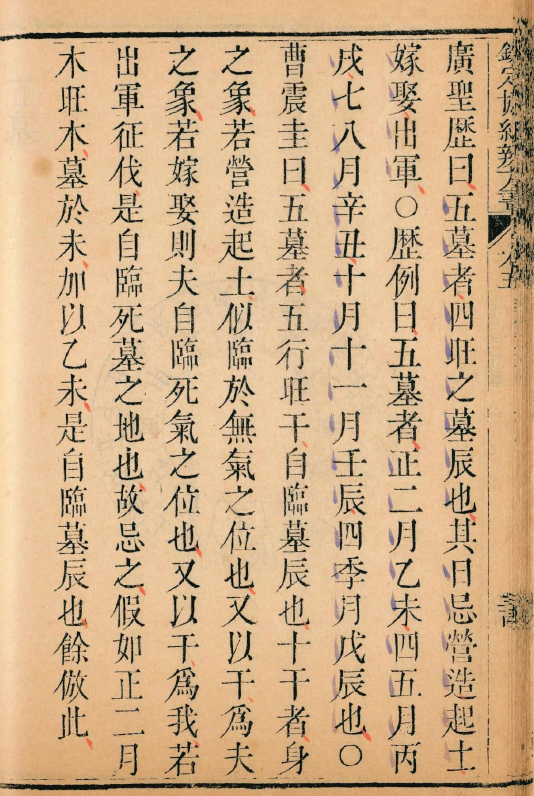 欽定協紀辨方書
卷五
廣聖歴曰五墓者四旺之墓辰也其日忌營造起土
嫁娶出軍○歴例曰五墓者正二月乙未四五月丙
戌七八月辛丑十月十一月壬辰四季月戊辰也○
曹震圭曰五墓者五行旺干自臨墓辰也十干者身
之象若營造起土似臨於無氣之位也又以干爲夫
之象若嫁娶則夫自臨死氣之位也又以干爲我若
出軍征伐是自臨死墓之地也故忌之假如正二月
木旺木墓於未加以乙未是自臨墓辰也餘倣此